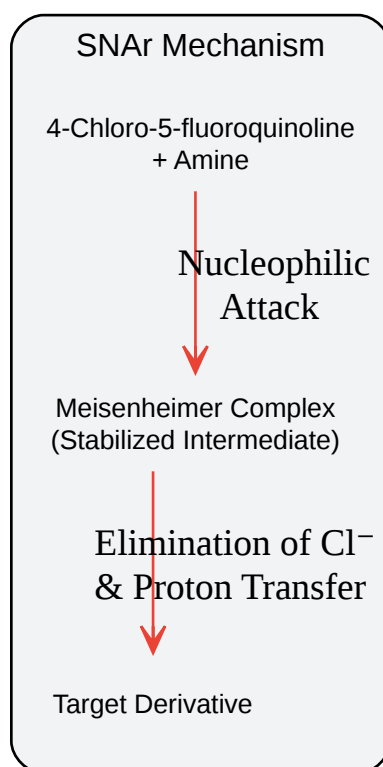 SNAr Mechanism
4-Chloro-5-fluoroquinoline
+ Amine
Nucleophilic
Attack
Meisenheimer Complex
(Stabilized Intermediate)
Elimination of Cl⁻
& Proton Transfer
Target Derivative